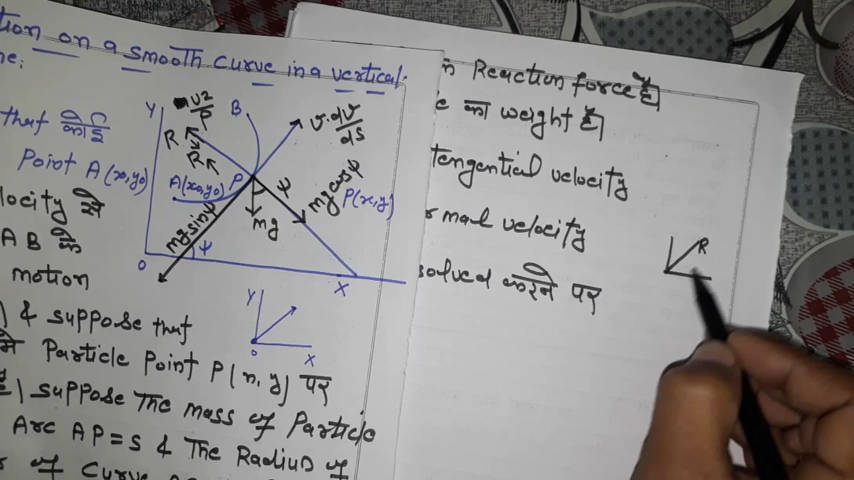 tion on a smooth curve in a vertical.
ne:
that कोई
Point A(x0,y0)
locity से
AB के
motion
) & suppose that
Particle Point P(x,y) पर
suppose The mass of Particle
Arc AP=s & The Radius of
of Curve
Y
v2/ρ
B
v.dv/ds
R
R
A(x0,y0)
P
ψ
mg cosψ
P(x,y)
mg sinψ
mg
ψ
O
X
Y
O
X
n Reaction force है।
का weight है।
tengential velocity
rmal velocity
solved करने पर
R